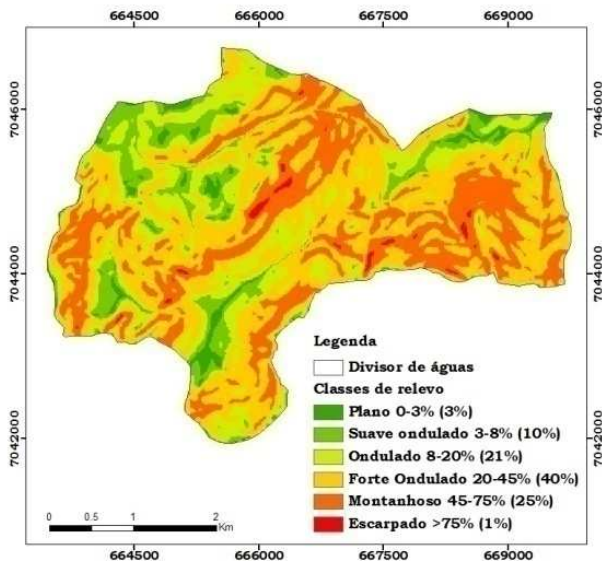 664500 666000 667500 669000
7046000 7046000
7044000 7044000
7042000 7042000
Legenda
Divisor de águas
Classes de relevo
Plano 0-3% (3%)
Suave ondulado 3-8% (10%)
Ondulado 8-20% (21%)
Forte Ondulado 20-45% (40%)
Montanhoso 45-75% (25%)
Escarpado >75% (1%)
0 0.5 1 2
Km
664500 666000 667500 669000